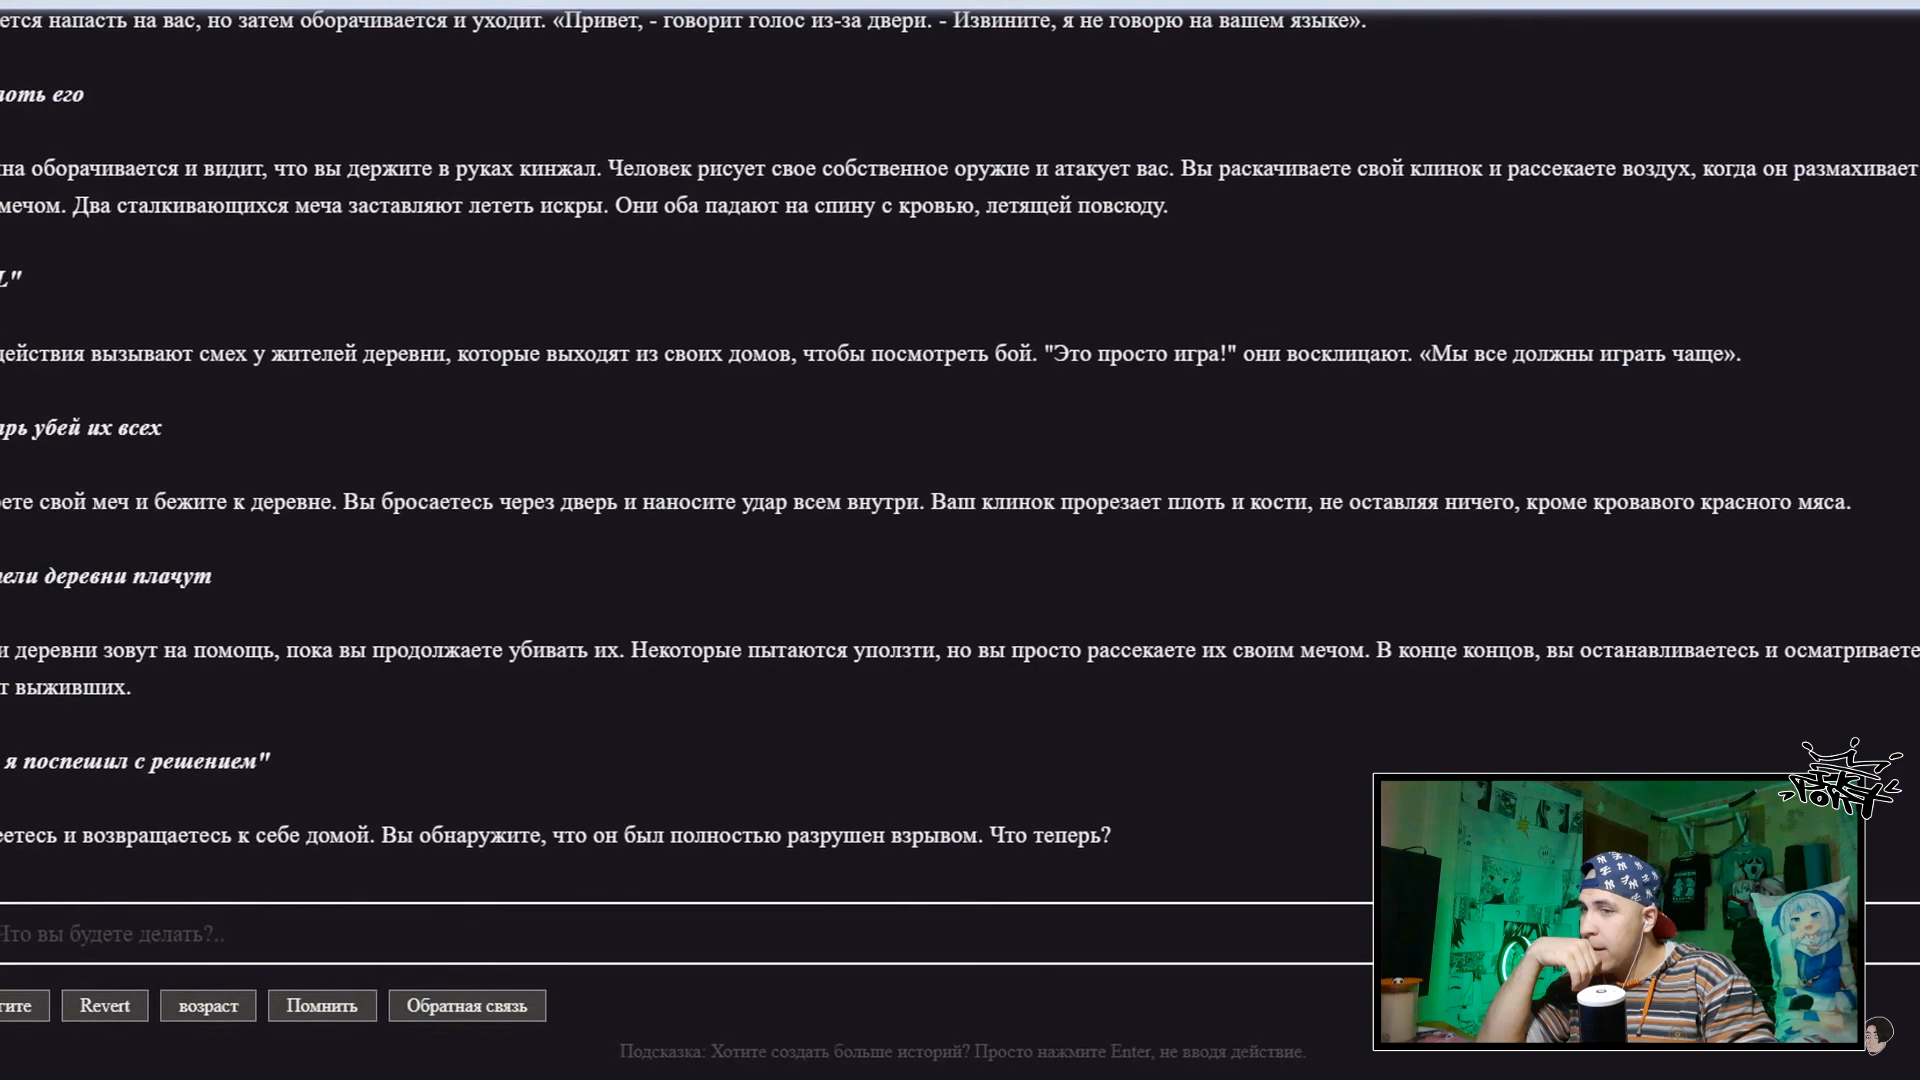 ется напасть на вас, но затем оборачивается и уходит. «Привет, - говорит голос из-за двери. - Извините, я не говорю на вашем языке».
лоть его
на оборачивается и видит, что вы держите в руках кинжал. Человек рисует свое собственное оружие и атакует вас. Вы раскачиваете свой клинок и рассекаете воздух, когда он размахивает
мечом. Два сталкивающихся меча заставляют лететь искры. Они оба падают на спину с кровью, летящей повсюду.
L"
действия вызывают смех у жителей деревни, которые выходят из своих домов, чтобы посмотреть бой. "Это просто игра!" они восклицают. «Мы все должны играть чаще».
рь убей их всех
ете свой меч и бежите к деревне. Вы бросаетесь через дверь и наносите удар всем внутри. Ваш клинок прорезает плоть и кости, не оставляя ничего, кроме кровавого красного мяса.
ели деревни плачут
и деревни зовут на помощь, пока вы продолжаете убивать их. Некоторые пытаются уползти, но вы просто рассекаете их своим мечом. В конце концов, вы останавливаетесь и осматриваете
т выживших.
я поспешил с решением"
етесь и возвращаетесь к себе домой. Вы обнаружите, что он был полностью разрушен взрывом. Что теперь?
Что вы будете делать?..
гите Revert возраст Помнить Обратная связь
Подсказка: Хотите создать больше историй? Просто нажмите Enter, не вводя действие.